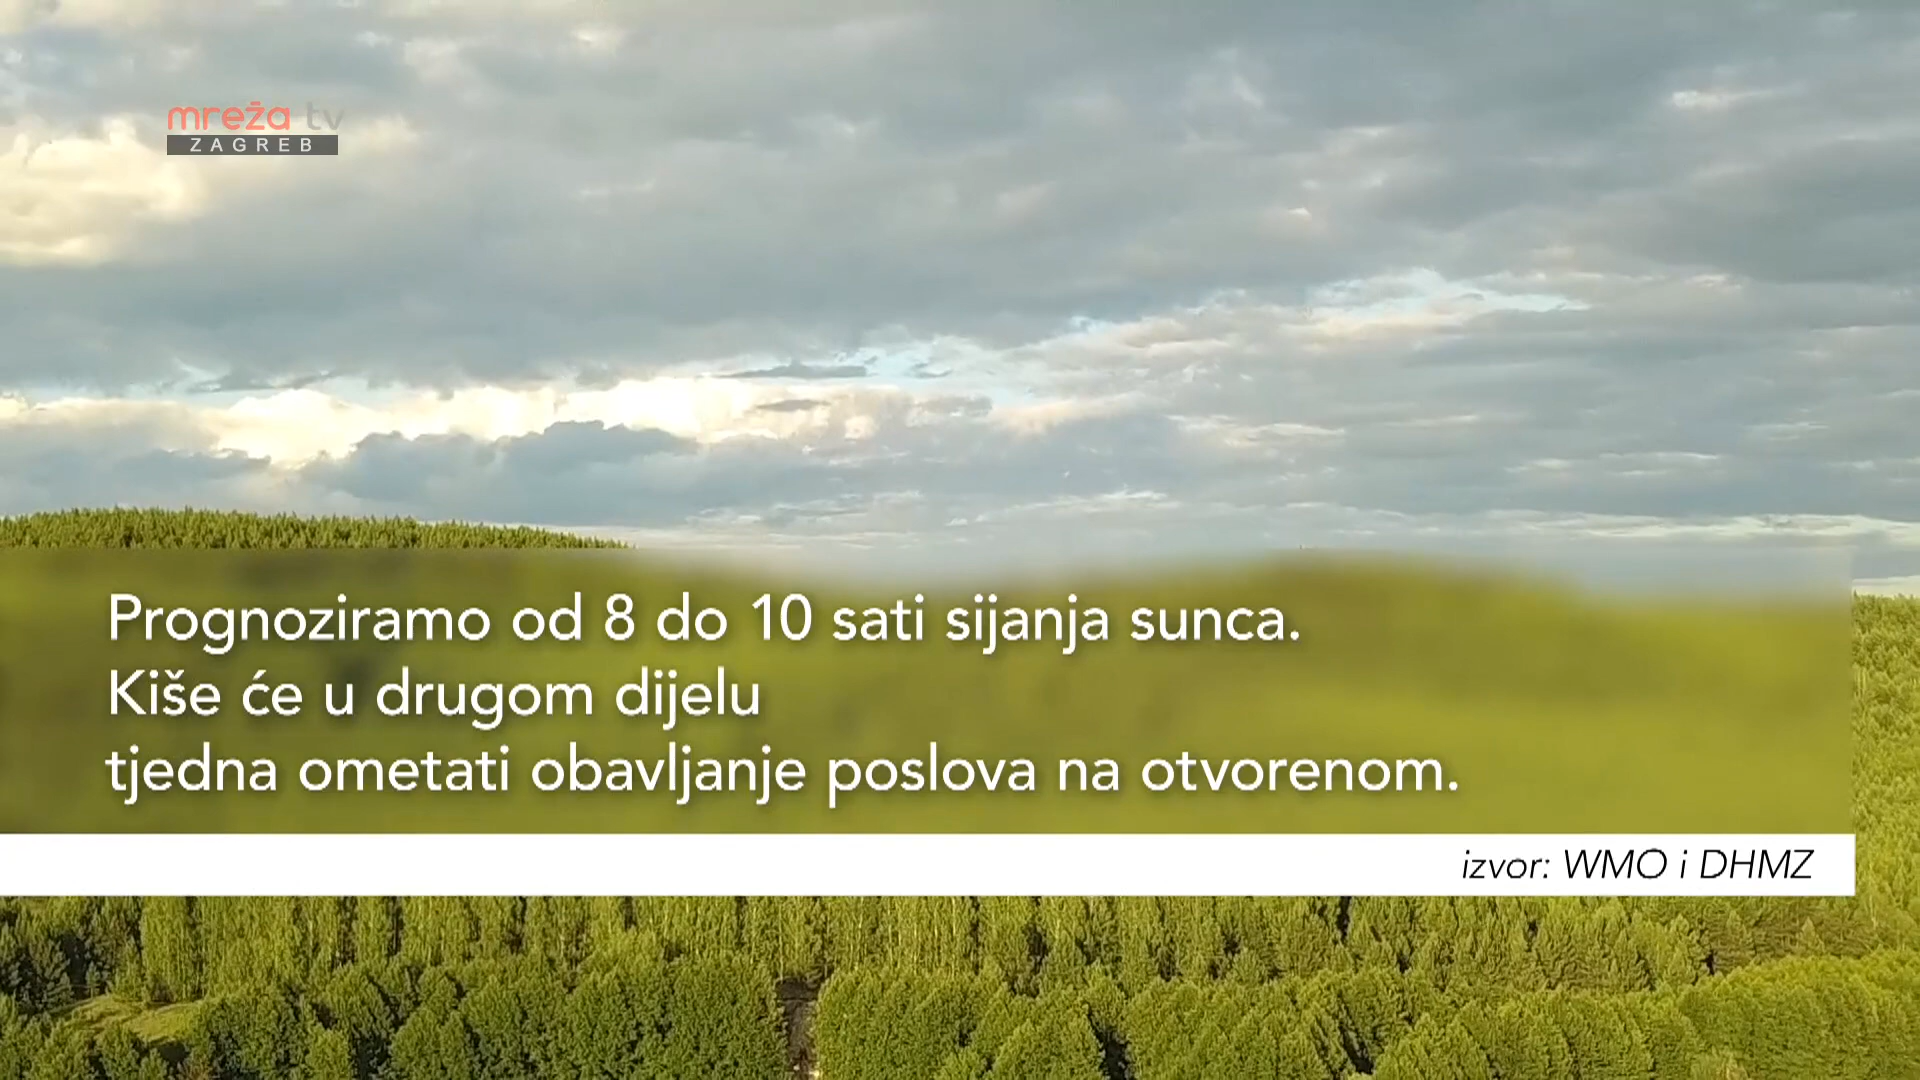 mreža tv
ZAGREB
Prognoziramo od 8 do 10 sati sijanja sunca.
Kiše će u drugom dijelu
tjedna ometati obavljanje poslova na otvorenom.
izvor: WMO i DHMZ